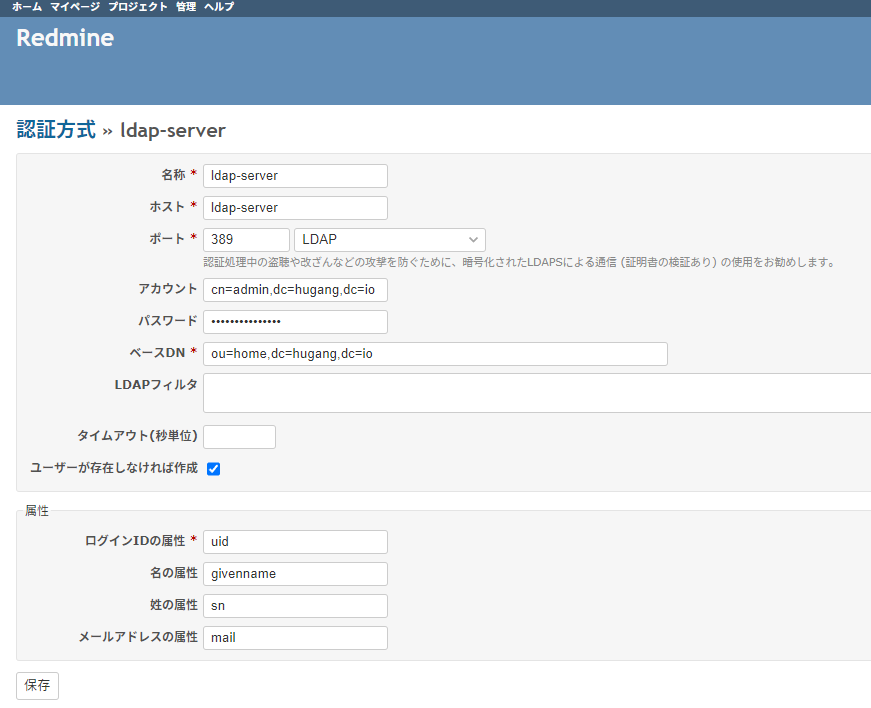 ホーム マイページ プロジェクト 管理 ヘルプ
Redmine
認証方式 » ldap-server
名称 * ldap-server
ホスト * ldap-server
ポート * 389 LDAP
認証処理中の盗聴や改ざんなどの攻撃を防ぐために、暗号化されたLDAPSによる通信 (証明書の検証あり) の使用をお勧めします。
アカウント cn=admin,dc=hugang,dc=io
パスワード •••••••••••••••
ベースDN * ou=home,dc=hugang,dc=io
LDAPフィルタ
タイムアウト(秒単位)
ユーザーが存在しなければ作成
属性
ログインIDの属性 * uid
名の属性 givenname
姓の属性 sn
メールアドレスの属性 mail
保存